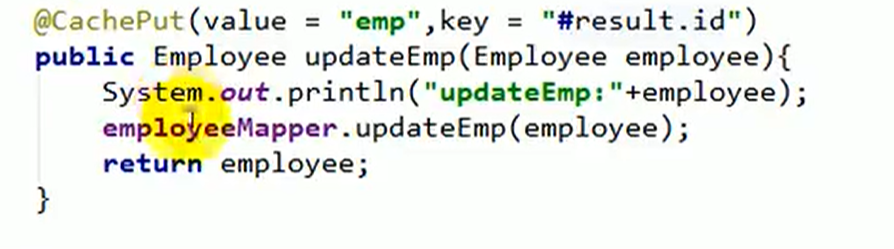 @CachePut(value = "emp",key = "#result.id")
public Employee updateEmp(Employee employee){
System.out.println("updateEmp:"+employee);
employeeMapper.updateEmp(employee);
return employee;
}